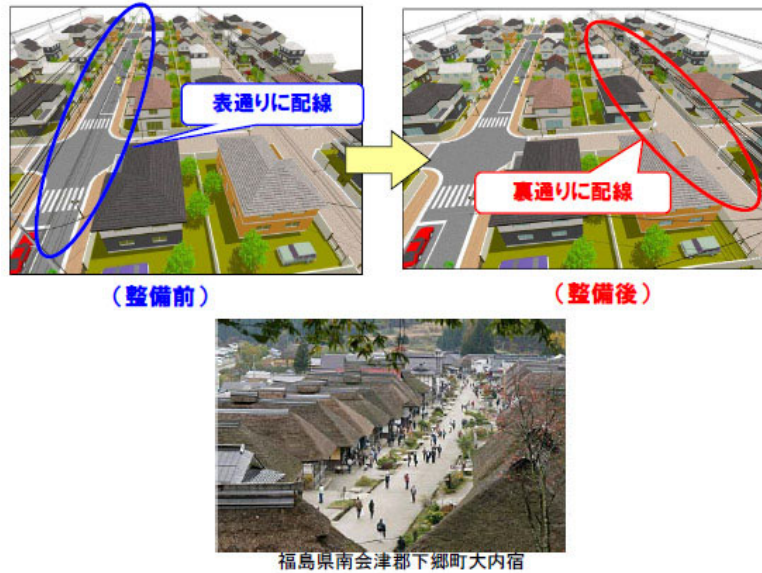 表通りに配線
裏通りに配線
（整備前）
（整備後）
福島県南会津郡下郷町大内宿